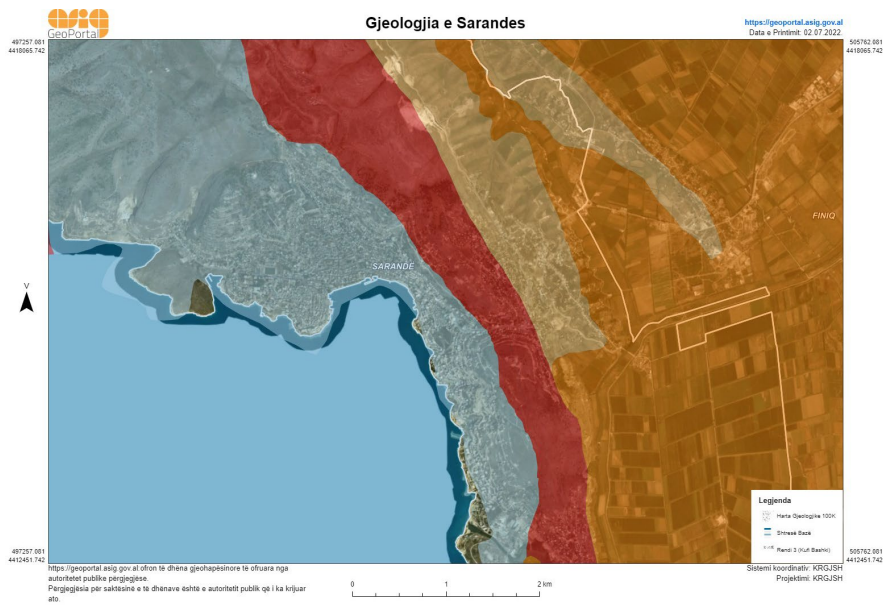 asig
GeoPortal
Gjeologjia e Sarandes
https://geoportal.asig.gov.al
Data e Printimit: 02.07.2022
497257.081
4418065.742
505762.081
4418065.742
FINIQ
SARANDË
V
Legjenda
Harta Gjeologjike 100K
Shtresë Bazë
Rendi 3 (Kufi Bashki)
497257.081
4412451.742
505762.081
4412451.742
https://geoportal.asig.gov.al ofron të dhëna gjeohapësinore të ofruara nga
autoritetet publike përgjegjëse.
Përgjegjësia për saktësinë e të dhënave është e autoritetit publik që i ka krijuar
ato.
0 1 2 km
Sistemi koordinativ: KRGJSH
Projektimi: KRGJSH